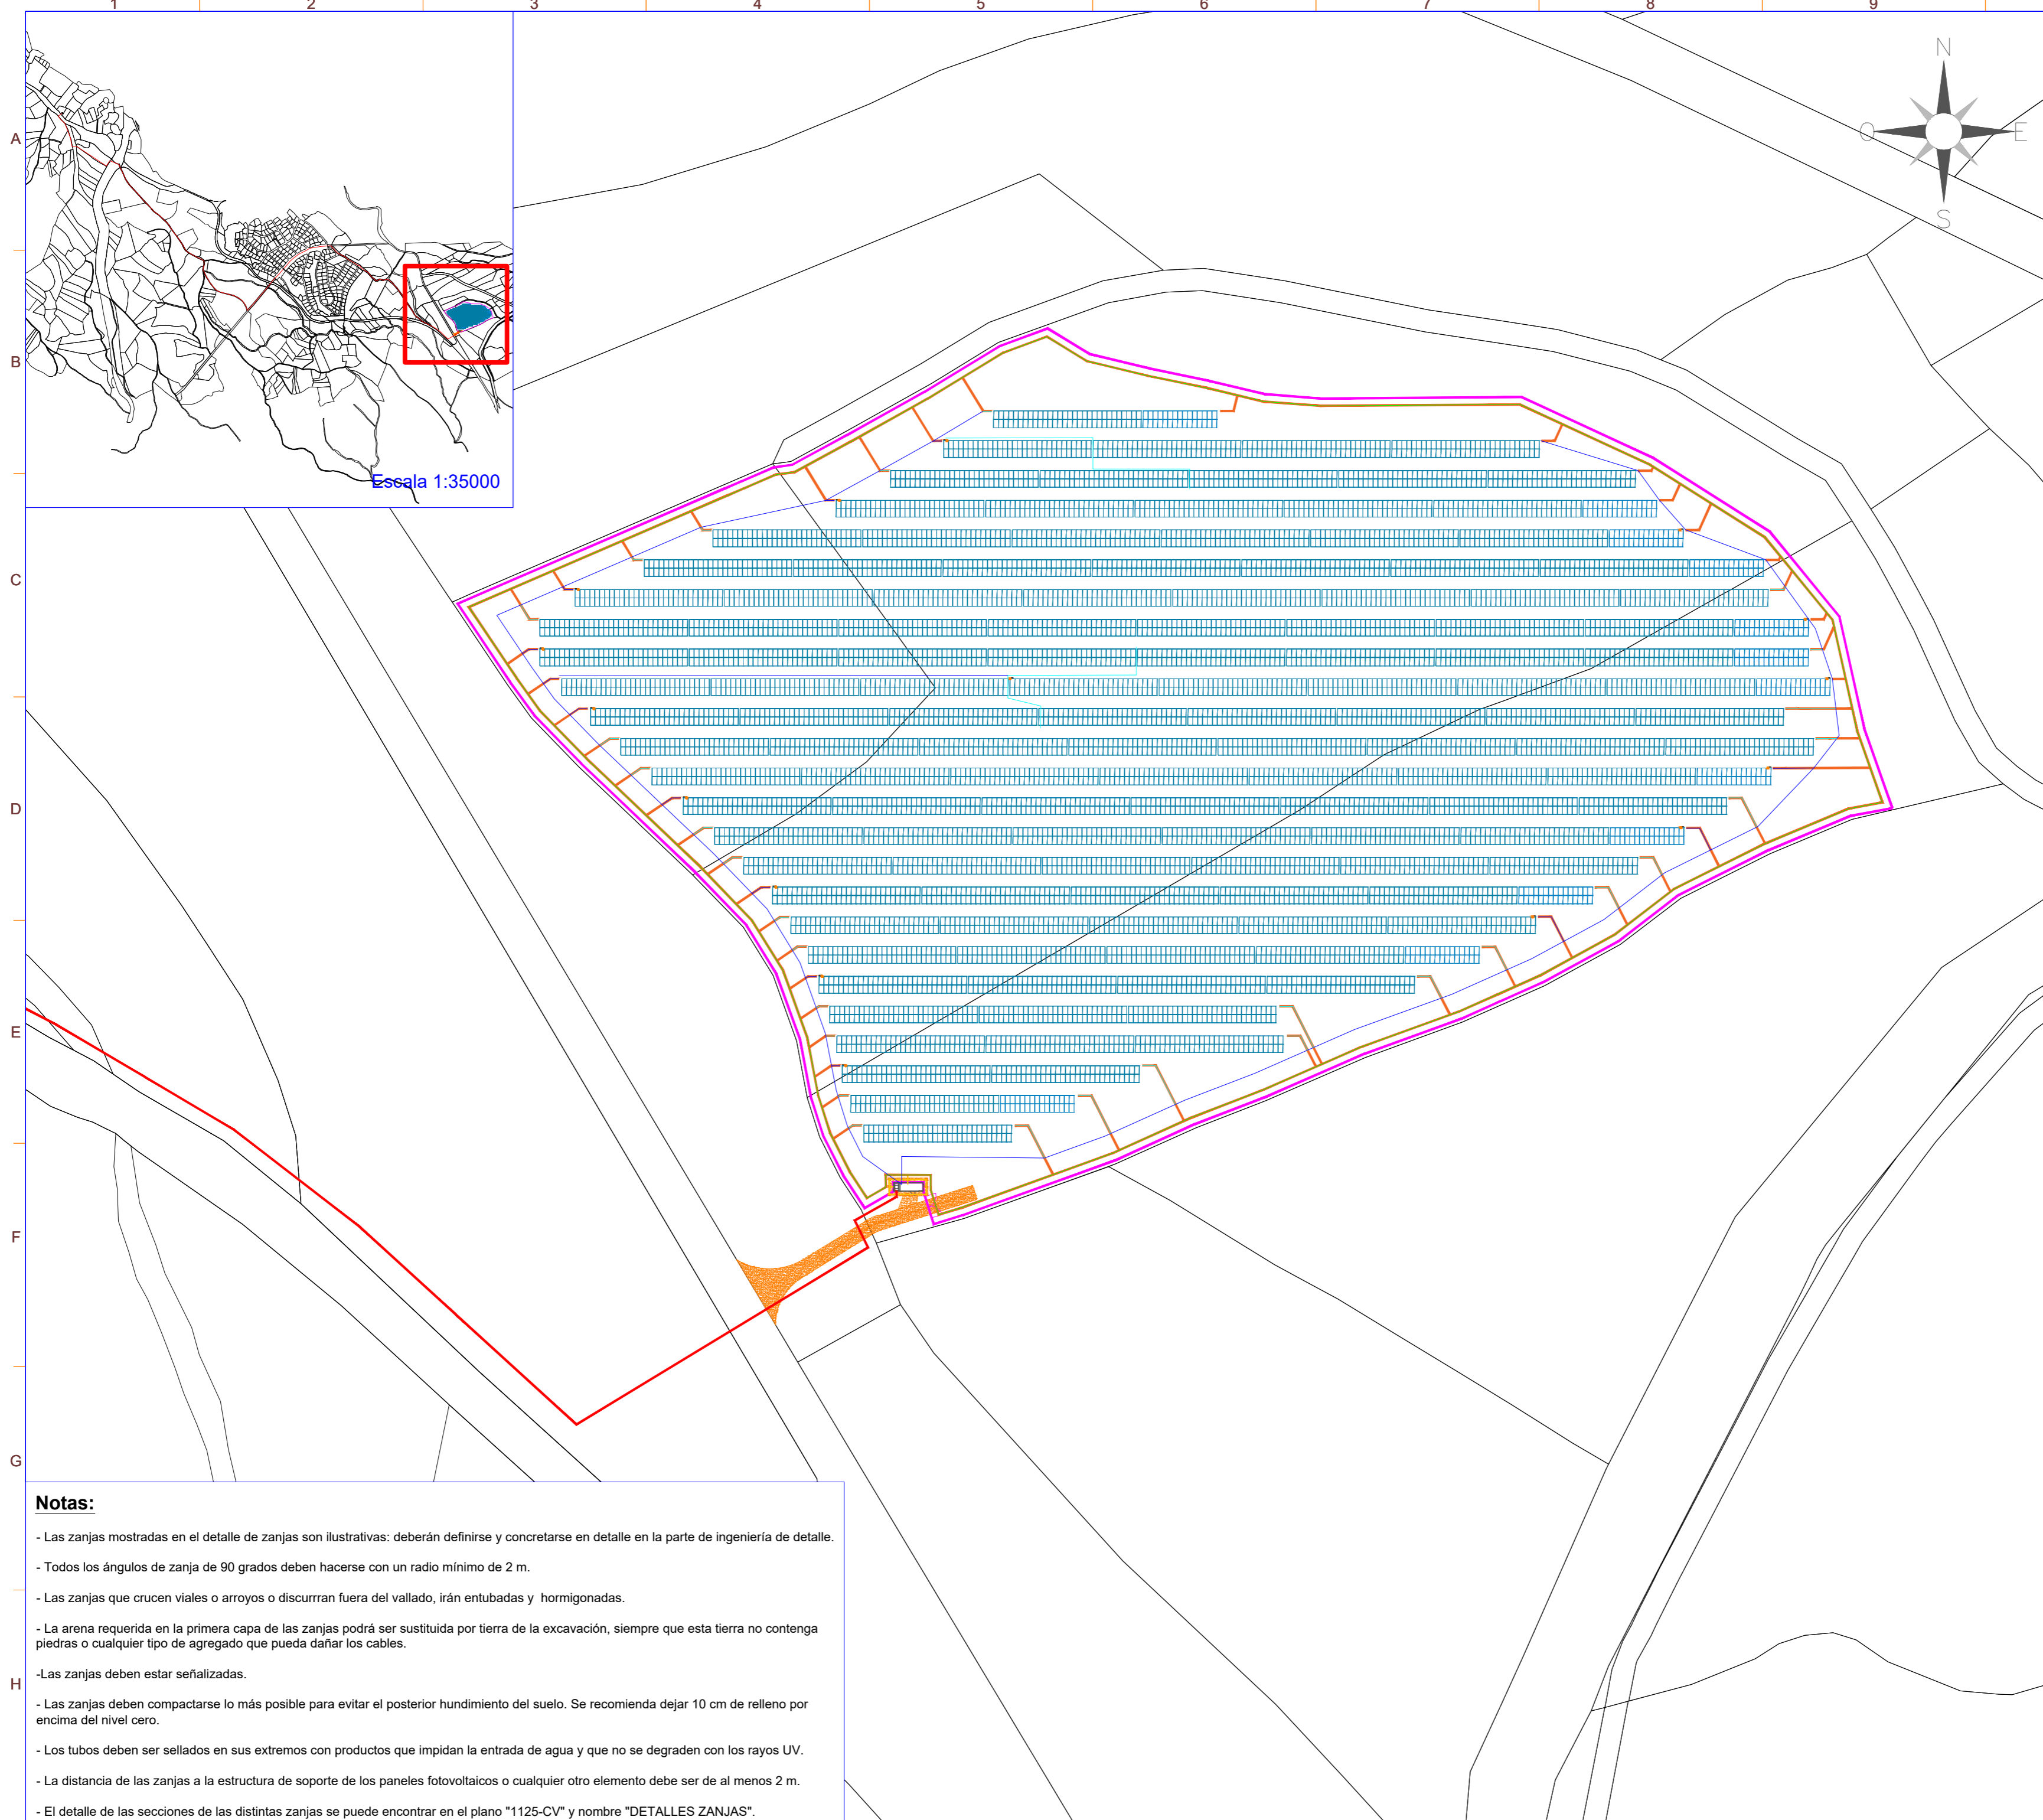 1 2 3 4 5 6 7 8 9
A
B
C
D
E
F
G
H
N
O E
S
Escala 1:35000
Notas:
- Las zanjas mostradas en el detalle de zanjas son ilustrativas: deberán definirse y concretarse en detalle en la parte de ingeniería de detalle.
- Todos los ángulos de zanja de 90 grados deben hacerse con un radio mínimo de 2 m.
- Las zanjas que crucen viales o arroyos o discurrran fuera del vallado, irán entubadas y hormigonadas.
- La arena requerida en la primera capa de las zanjas podrá ser sustituida por tierra de la excavación, siempre que esta tierra no contenga
piedras o cualquier tipo de agregado que pueda dañar los cables.
-Las zanjas deben estar señalizadas.
- Las zanjas deben compactarse lo más posible para evitar el posterior hundimiento del suelo. Se recomienda dejar 10 cm de relleno por
encima del nivel cero.
- Los tubos deben ser sellados en sus extremos con productos que impidan la entrada de agua y que no se degraden con los rayos UV.
- La distancia de las zanjas a la estructura de soporte de los paneles fotovoltaicos o cualquier otro elemento debe ser de al menos 2 m.
- El detalle de las secciones de las distintas zanjas se puede encontrar en el plano "1125-CV" y nombre "DETALLES ZANJAS".